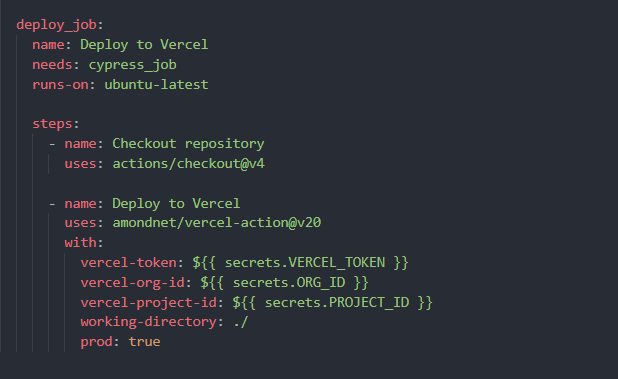 deploy_job:
name: Deploy to Vercel
needs: cypress_job
runs-on: ubuntu-latest
steps:
- name: Checkout repository
uses: actions/checkout@v4
- name: Deploy to Vercel
uses: amondnet/vercel-action@v20
with:
vercel-token: ${{ secrets.VERCEL_TOKEN }}
vercel-org-id: ${{ secrets.ORG_ID }}
vercel-project-id: ${{ secrets.PROJECT_ID }}
working-directory: ./
prod: true